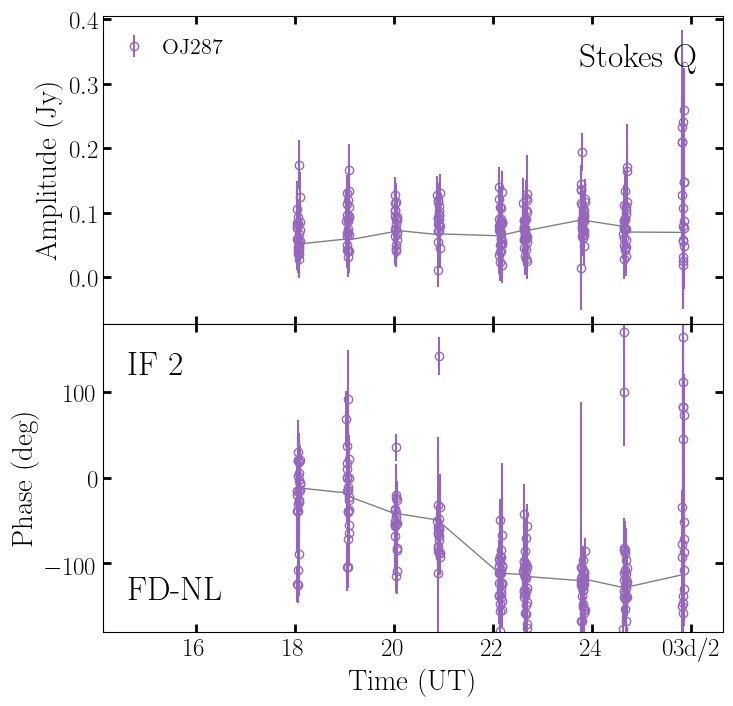 0.4
OJ287
Stokes Q
0.3
0.2
0.1
0.0
Amplitude (Jy)
IF 2
100
0
−100
Phase (deg)
FD-NL
16 18 20 22 24 03d/2
Time (UT)